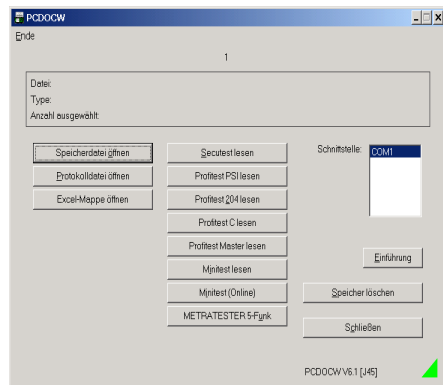 PCDOCW
Ende
1
Datei:
Type:
Anzahl ausgewählt:
Speicherdatei öffnen
Protokolldatei öffnen
Excel-Mappe öffnen
Secutest lesen
Profitest PSI lesen
Profitest 204 lesen
Profitest C lesen
Profitest Master lesen
Minitest lesen
Minitest (Online)
METRATESTER 5-Funk
Schnittstelle:
COM1
Einführung
Speicher löschen
Schließen
PCDOCW V6.1 [J45]